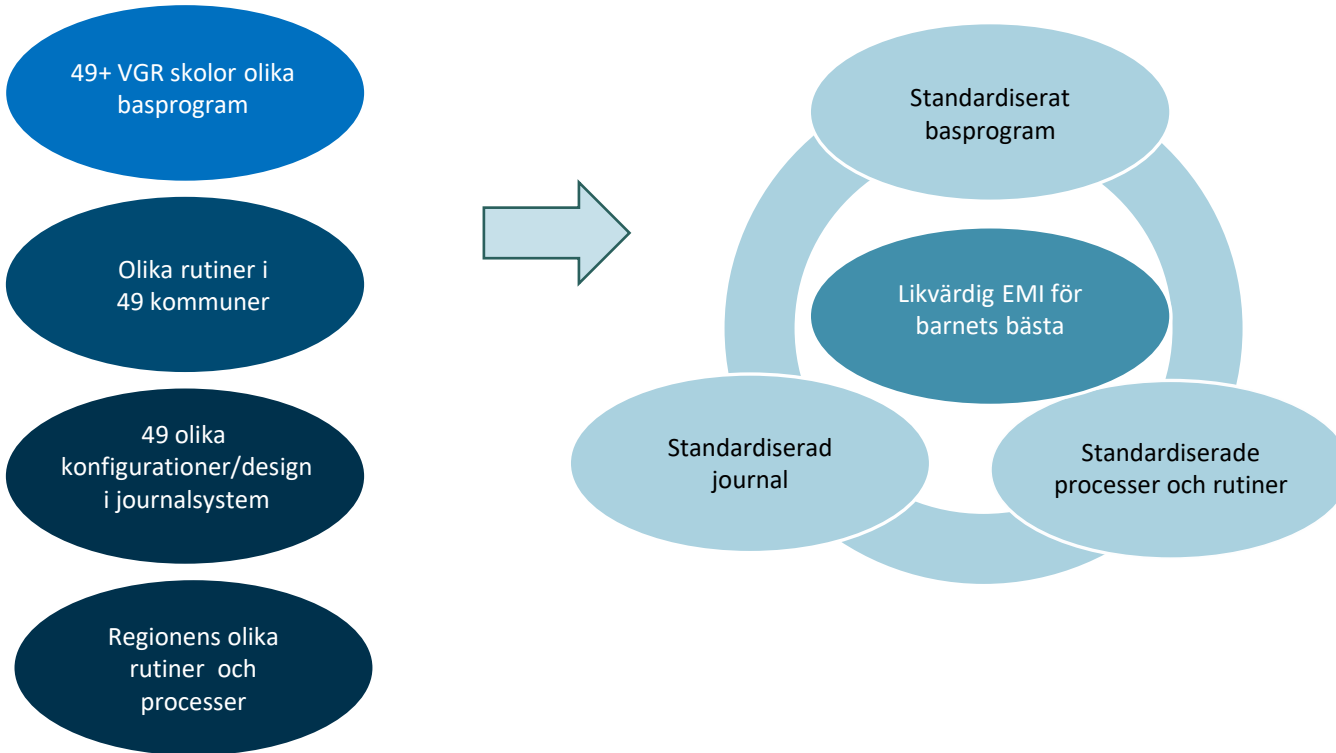 49+ VGR skolor olika
basprogram
Olika rutiner i
49 kommuner
49 olika
konfigurationer/design
i journalsystem
Regionens olika
rutiner och
processer
Standardiserat
basprogram
Likvärdig EMI för
barnets bästa
Standardiserad
journal
Standardiserade
processer och rutiner